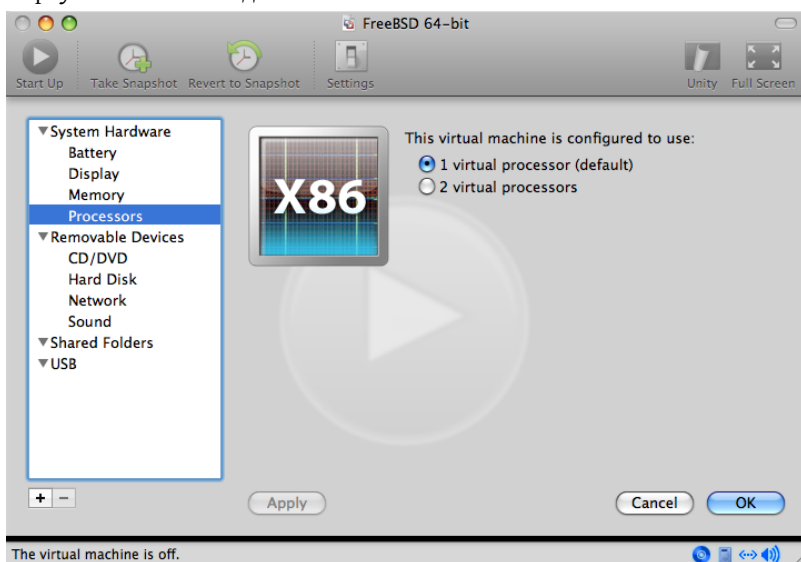 FreeBSD 64-bit
Start Up Take Snapshot Revert to Snapshot Settings Unity Full Screen
System Hardware
Battery
Display
Memory
Processors
Removable Devices
CD/DVD
Hard Disk
Network
Sound
Shared Folders
USB
X86
This virtual machine is configured to use:
1 virtual processor (default)
2 virtual processors
+ −
Apply Cancel OK
The virtual machine is off.